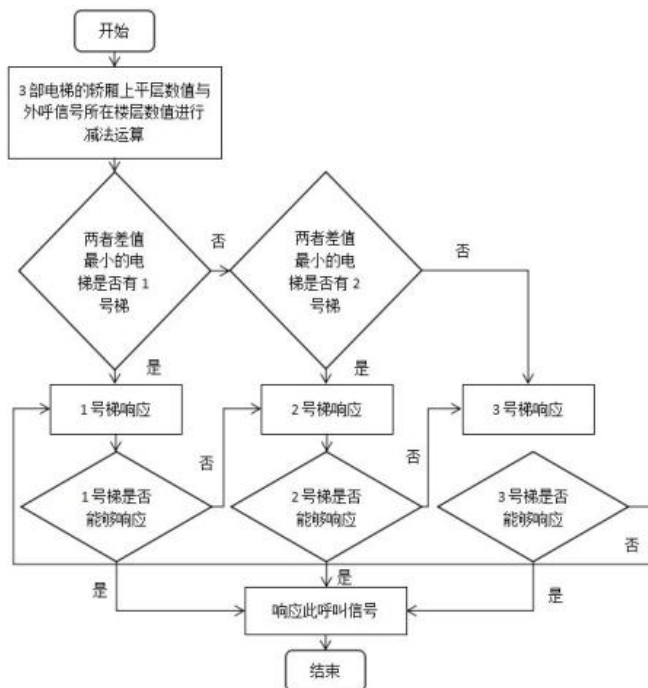 开始
3部电梯的轿厢上平层数值与
外呼信号所在楼层数值进行
减法运算
两者差值
最小的电
梯是否有1
号梯
否
两者差值
最小的电
梯是否有2
号梯
否
是
是
1号梯响应
2号梯响应
3号梯响应
否
否
1号梯是否
能够响应
2号梯是否
能够响应
3号梯是否
能够响应
否
是
是
是
响应此呼叫信号
结束